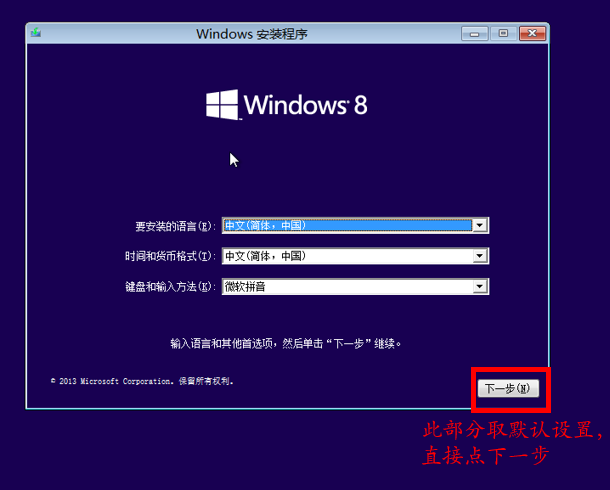 Windows 安装程序
Windows 8
要安装的语言(E): 中文(简体，中国)
时间和货币格式(T): 中文(简体，中国)
键盘和输入方法(K): 微软拼音
输入语言和其他首选项，然后单击“下一步”继续。
© 2013 Microsoft Corporation. 保留所有权利。
下一步(N)
此部分取默认设置，
直接点下一步